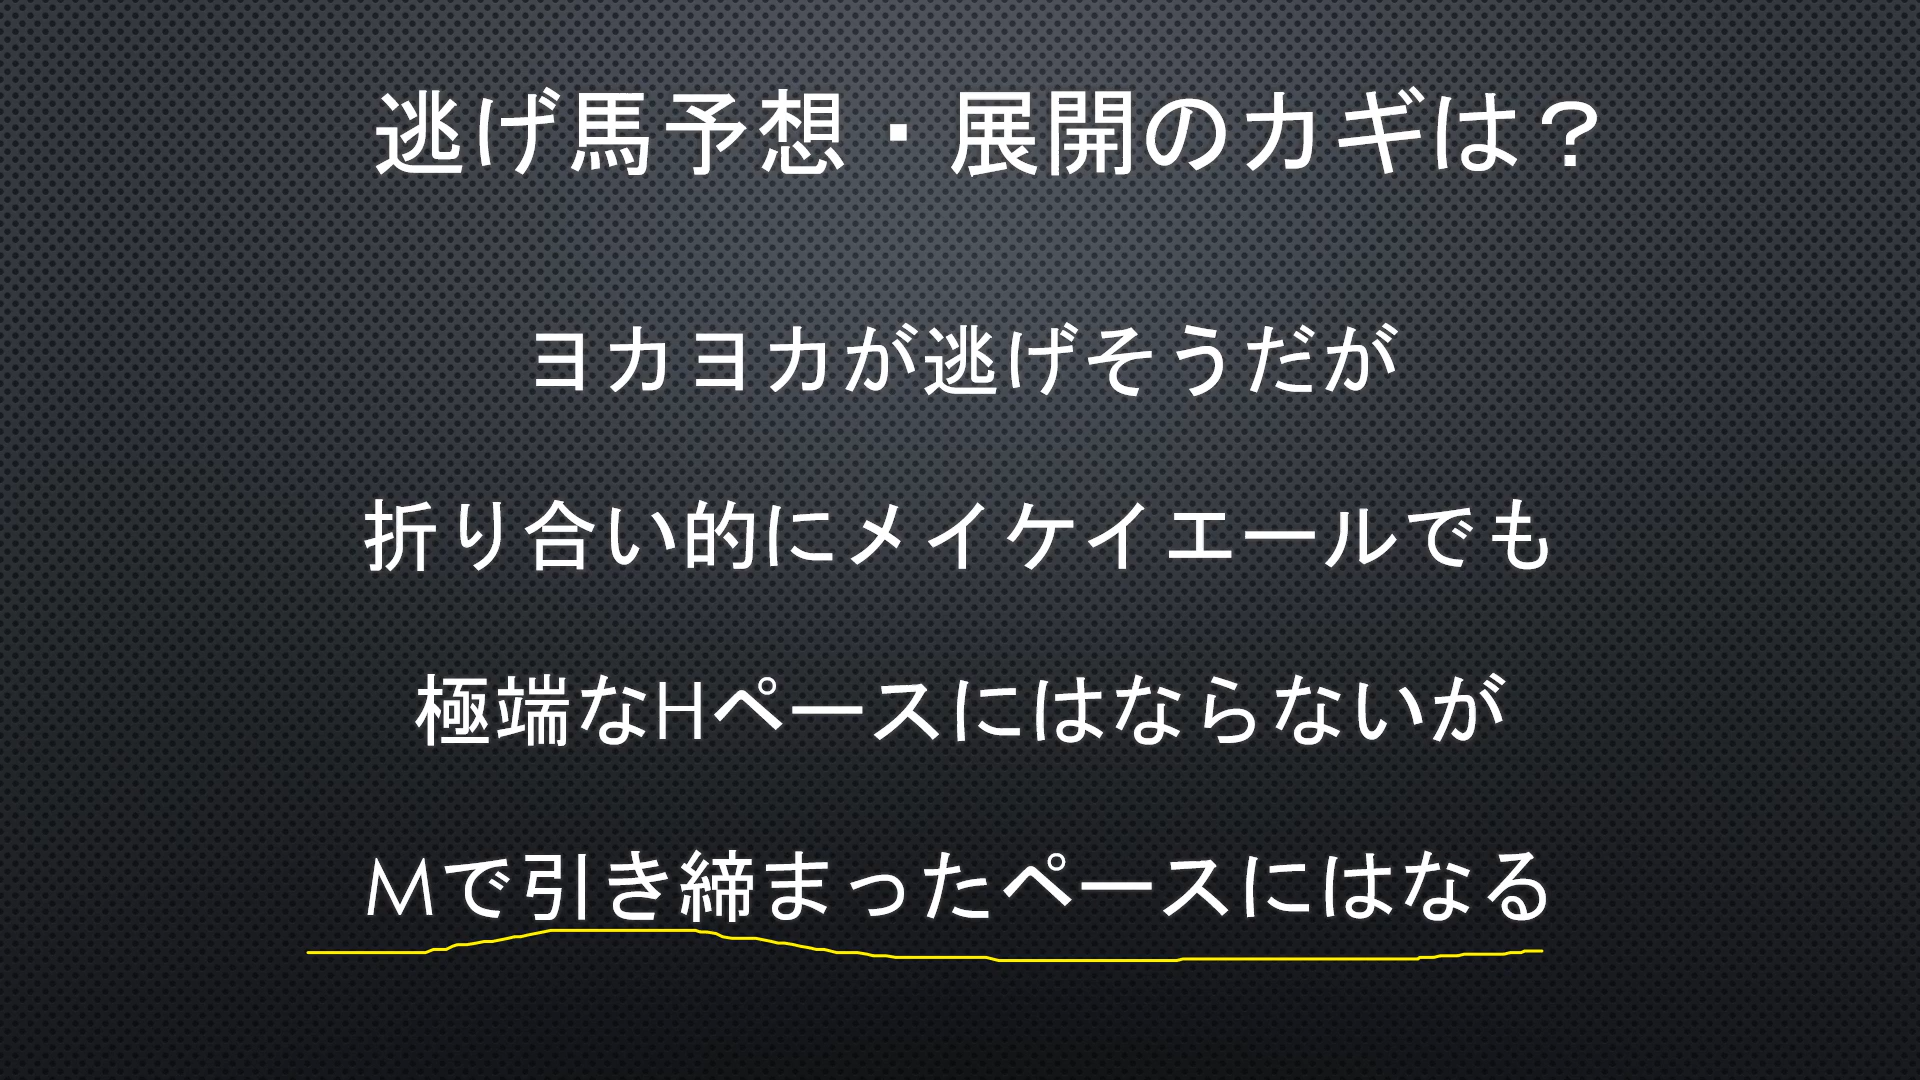 逃げ馬予想・展開のカギは？
ヨカヨカが逃げそうだが
折り合い的にメイケイエールでも
極端なHペースにはならないが
Mで引き締まったペースにはなる